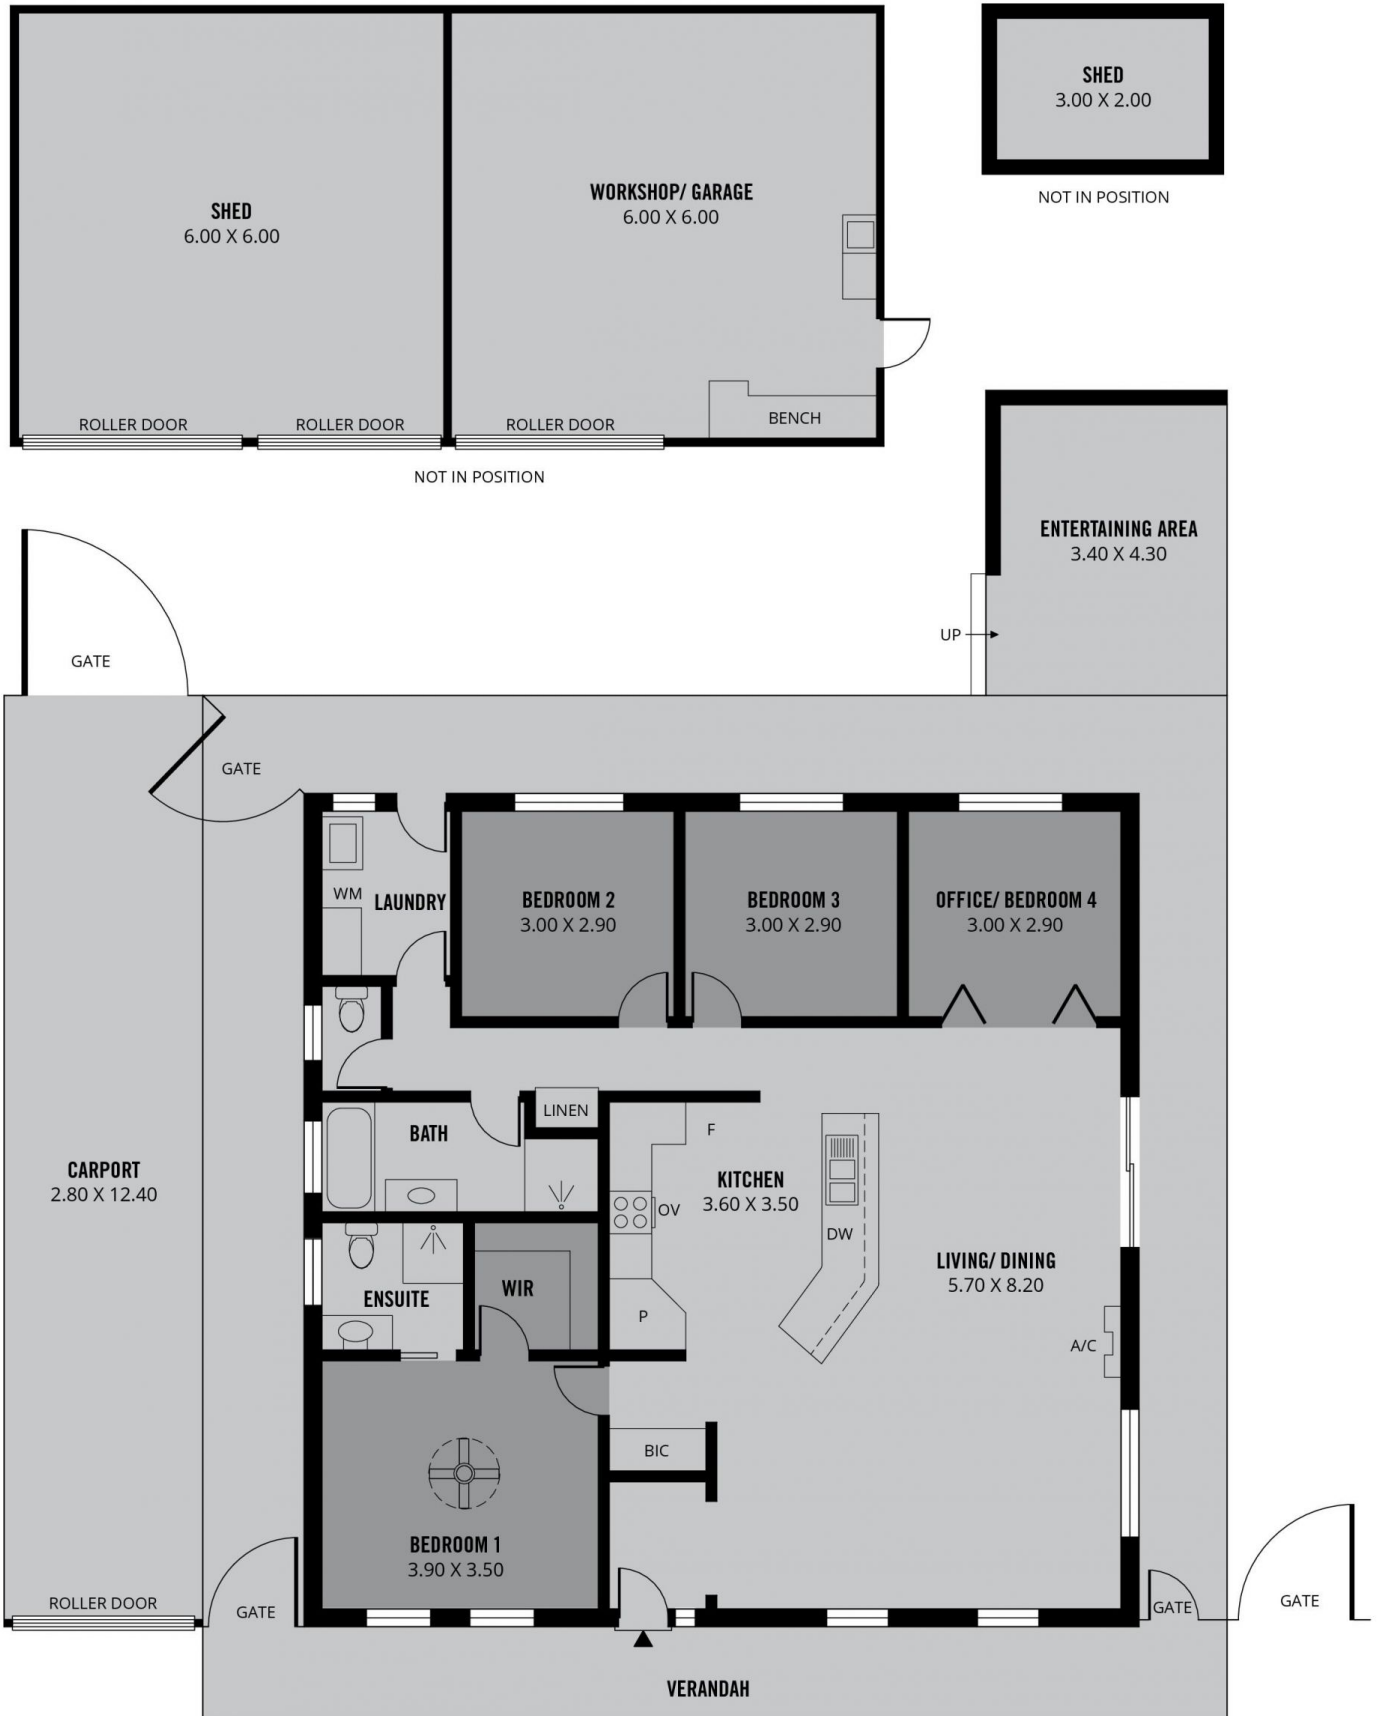 SHED
3.00 X 2.00
NOT IN POSITION
SHED
6.00 X 6.00
WORKSHOP/ GARAGE
6.00 X 6.00
ROLLER DOOR
ROLLER DOOR
ROLLER DOOR
BENCH
NOT IN POSITION
ENTERTAINING AREA
3.40 X 4.30
UP
GATE
GATE
WM
LAUNDRY
BEDROOM 2
3.00 X 2.90
BEDROOM 3
3.00 X 2.90
OFFICE/ BEDROOM 4
3.00 X 2.90
LINEN
BATH
F
CARPORT
2.80 X 12.40
KITCHEN
3.60 X 3.50
OV
DW
LIVING/ DINING
5.70 X 8.20
ENSUITE
WIR
P
A/C
BIC
BEDROOM 1
3.90 X 3.50
ROLLER DOOR
GATE
GATE
GATE
VERANDAH